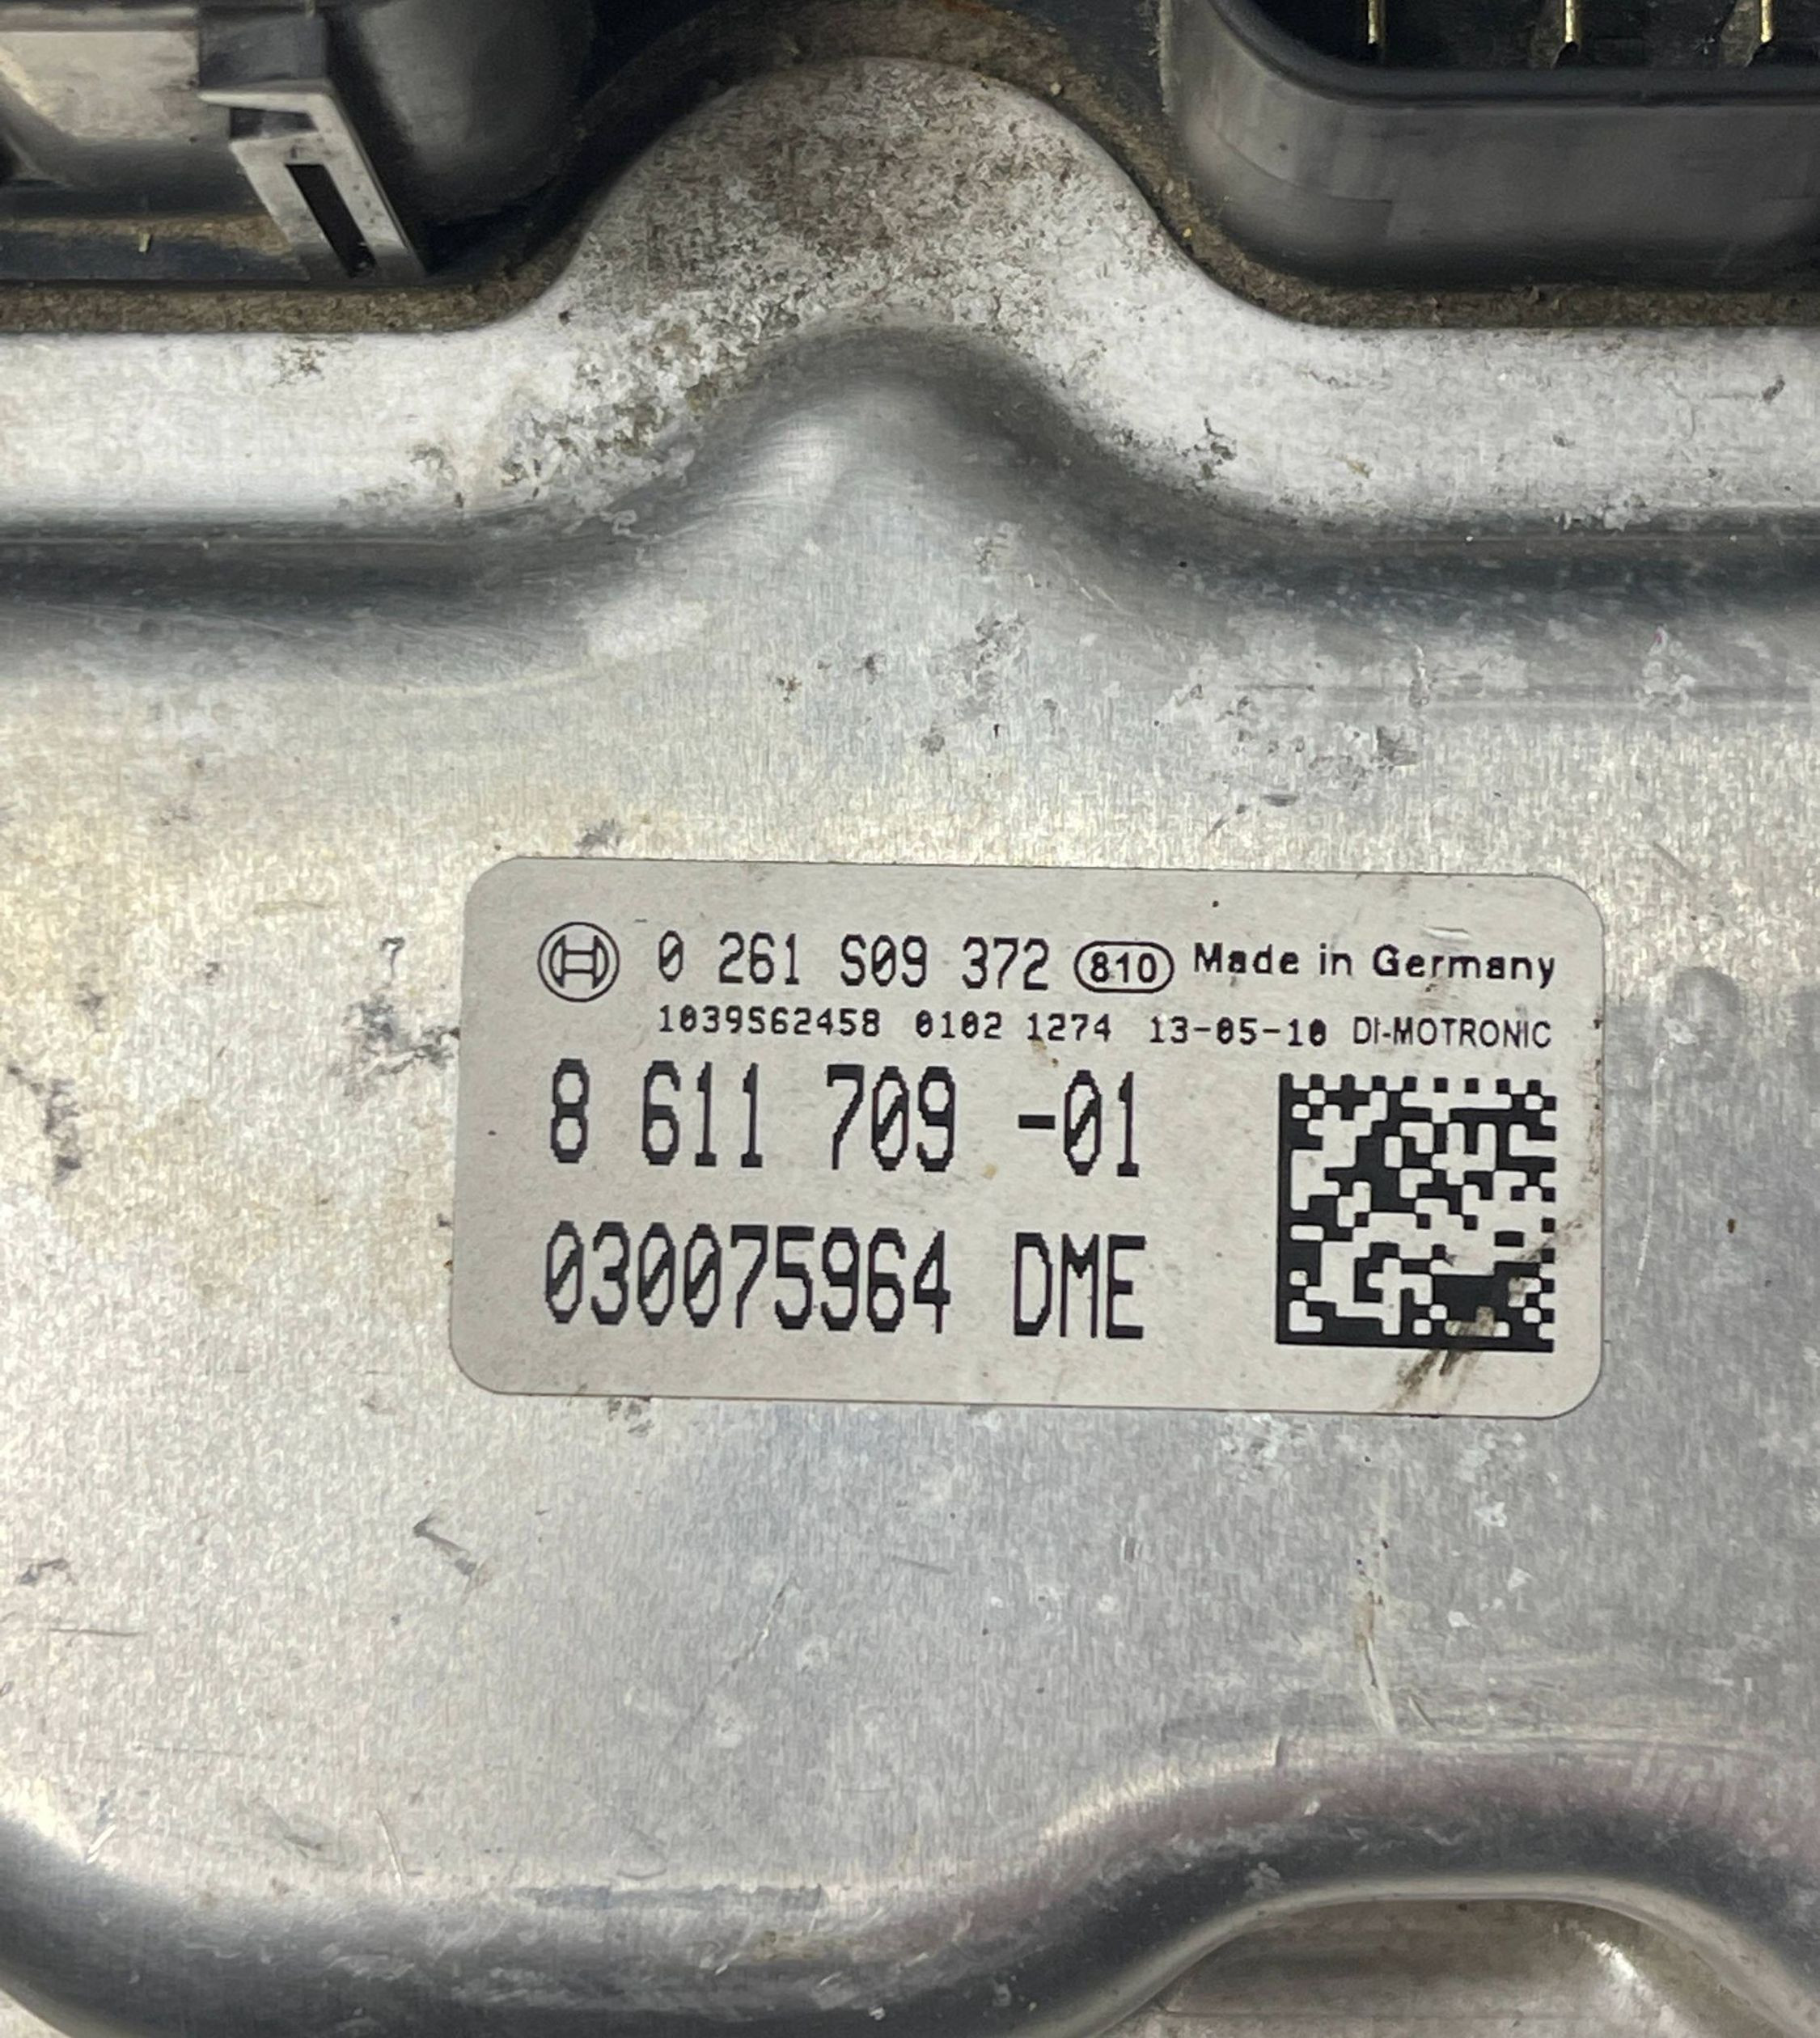 0 261 S09 372 810 Made in Germany
1039S62458 0102 1274 13-05-10 DI-MOTRONIC
8 611 709 -01
030075964 DME